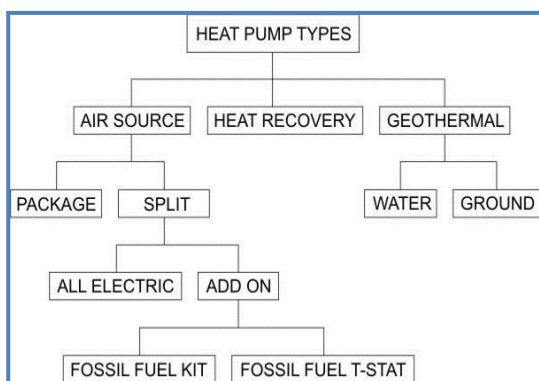 HEAT PUMP TYPES
AIR SOURCE
HEAT RECOVERY
GEOTHERMAL
PACKAGE
SPLIT
WATER
GROUND
ALL ELECTRIC
ADD ON
FOSSIL FUEL KIT
FOSSIL FUEL T-STAT